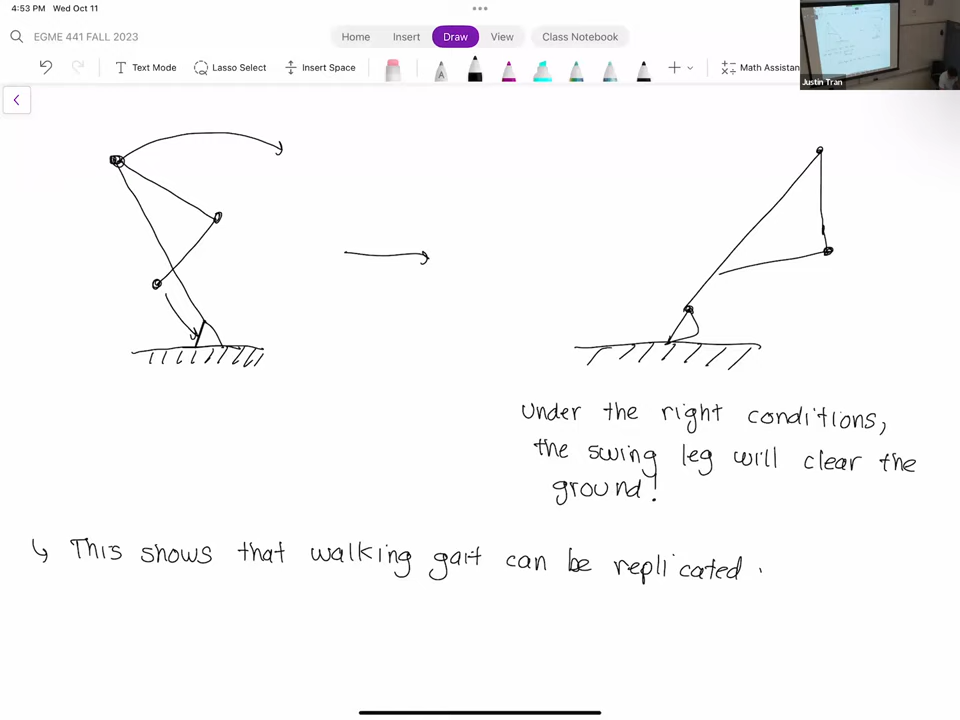 4:53 PM Wed Oct 11
EGME 441 FALL 2023
Home Insert Draw View Class Notebook
Text Mode Lasso Select Insert Space Math Assistan
Justin Tran
Under the right conditions,
the swing leg will clear the
ground!
↳ This shows that walking gait can be replicated.